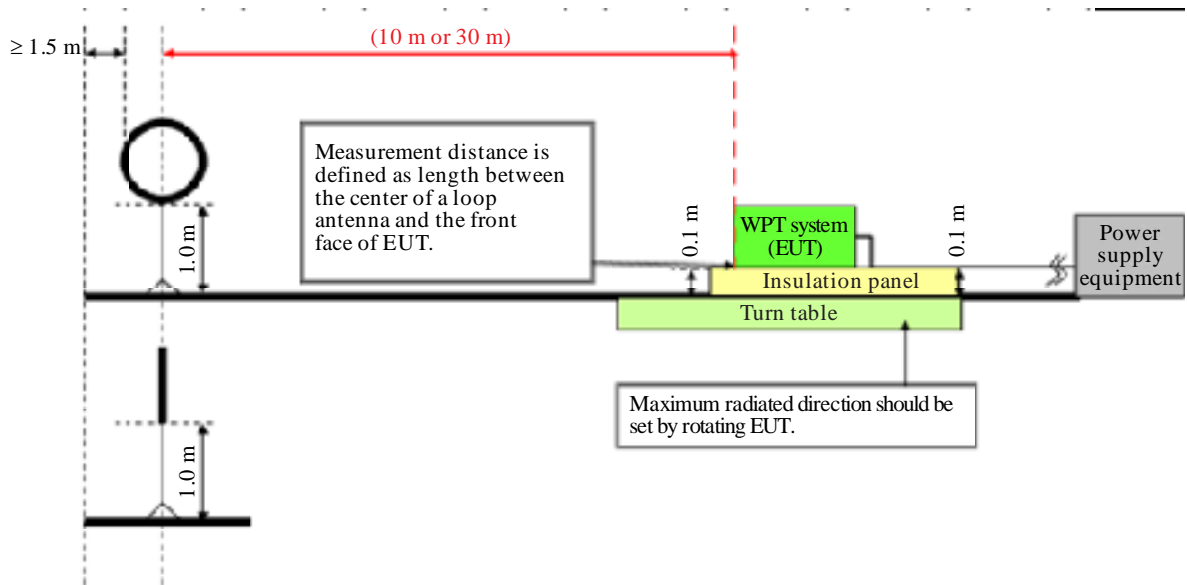 ≥ 1.5 m
(10 m or 30 m)
Measurement distance is
defined as length between
the center of a loop
antenna and the front
face of EUT.
1.0 m
0.1 m
WPT system
(EUT)
0.1 m
Power
supply
equipment
Insulation panel
Turn table
Maximum radiated direction should be
set by rotating EUT.
1.0 m